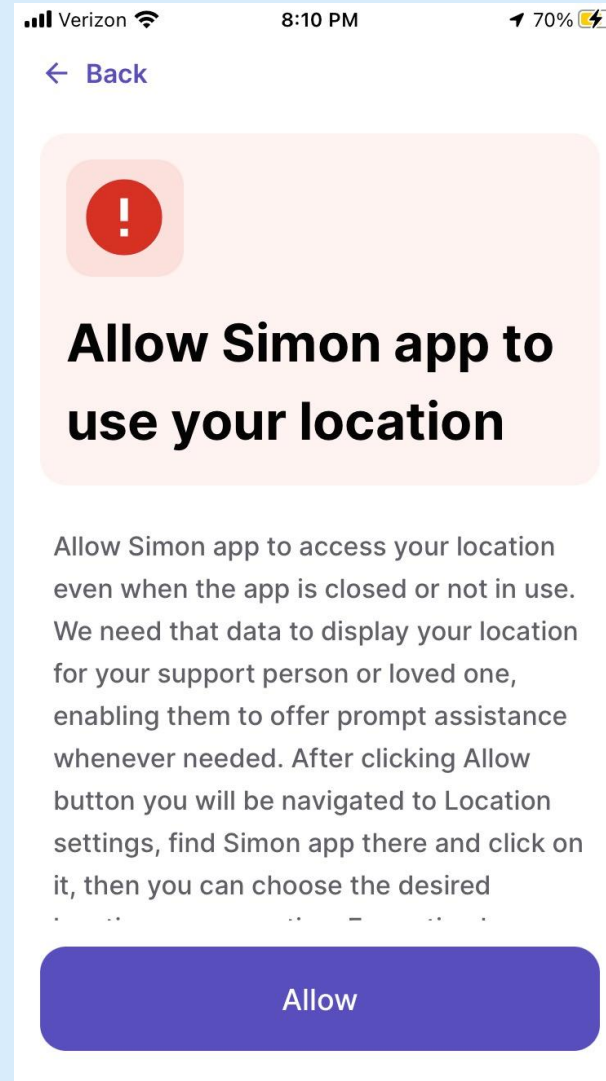 Verizon 8:10 PM 70%
← Back
Allow Simon app to
use your location
Allow Simon app to access your location
even when the app is closed or not in use.
We need that data to display your location
for your support person or loved one,
enabling them to offer prompt assistance
whenever needed. After clicking Allow
button you will be navigated to Location
settings, find Simon app there and click on
it, then you can choose the desired
Allow